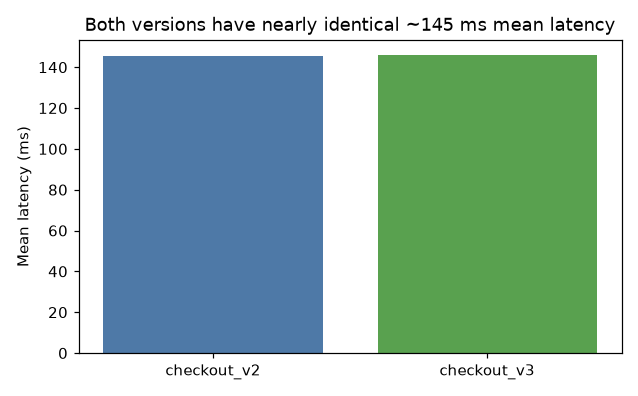 Both versions have nearly identical ~145 ms mean latency
Mean latency (ms)
140
120
100
80
60
40
20
0
checkout_v2
checkout_v3